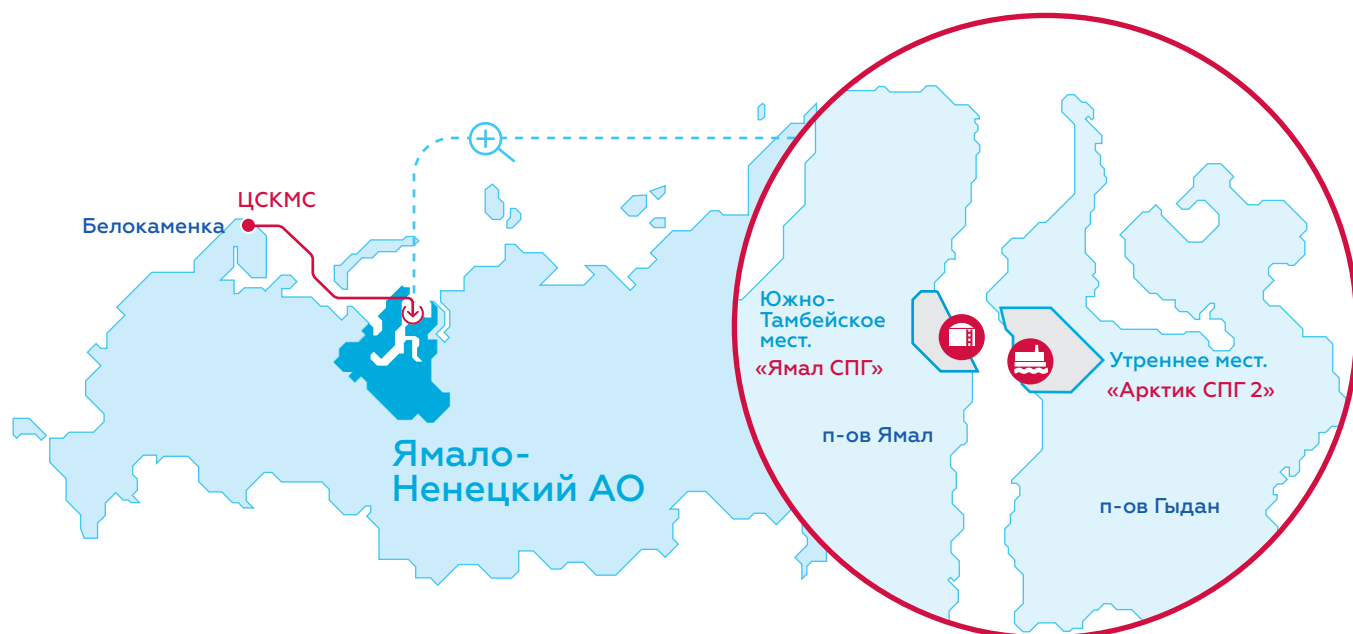 ЦСКМС
Белокаменка
Ямало-
Ненецкий АО
Южно-
Тамбейское
мест.
«Ямал СПГ»
Утреннее мест.
«Арктик СПГ 2»
п-ов Ямал
п-ов Гыдан